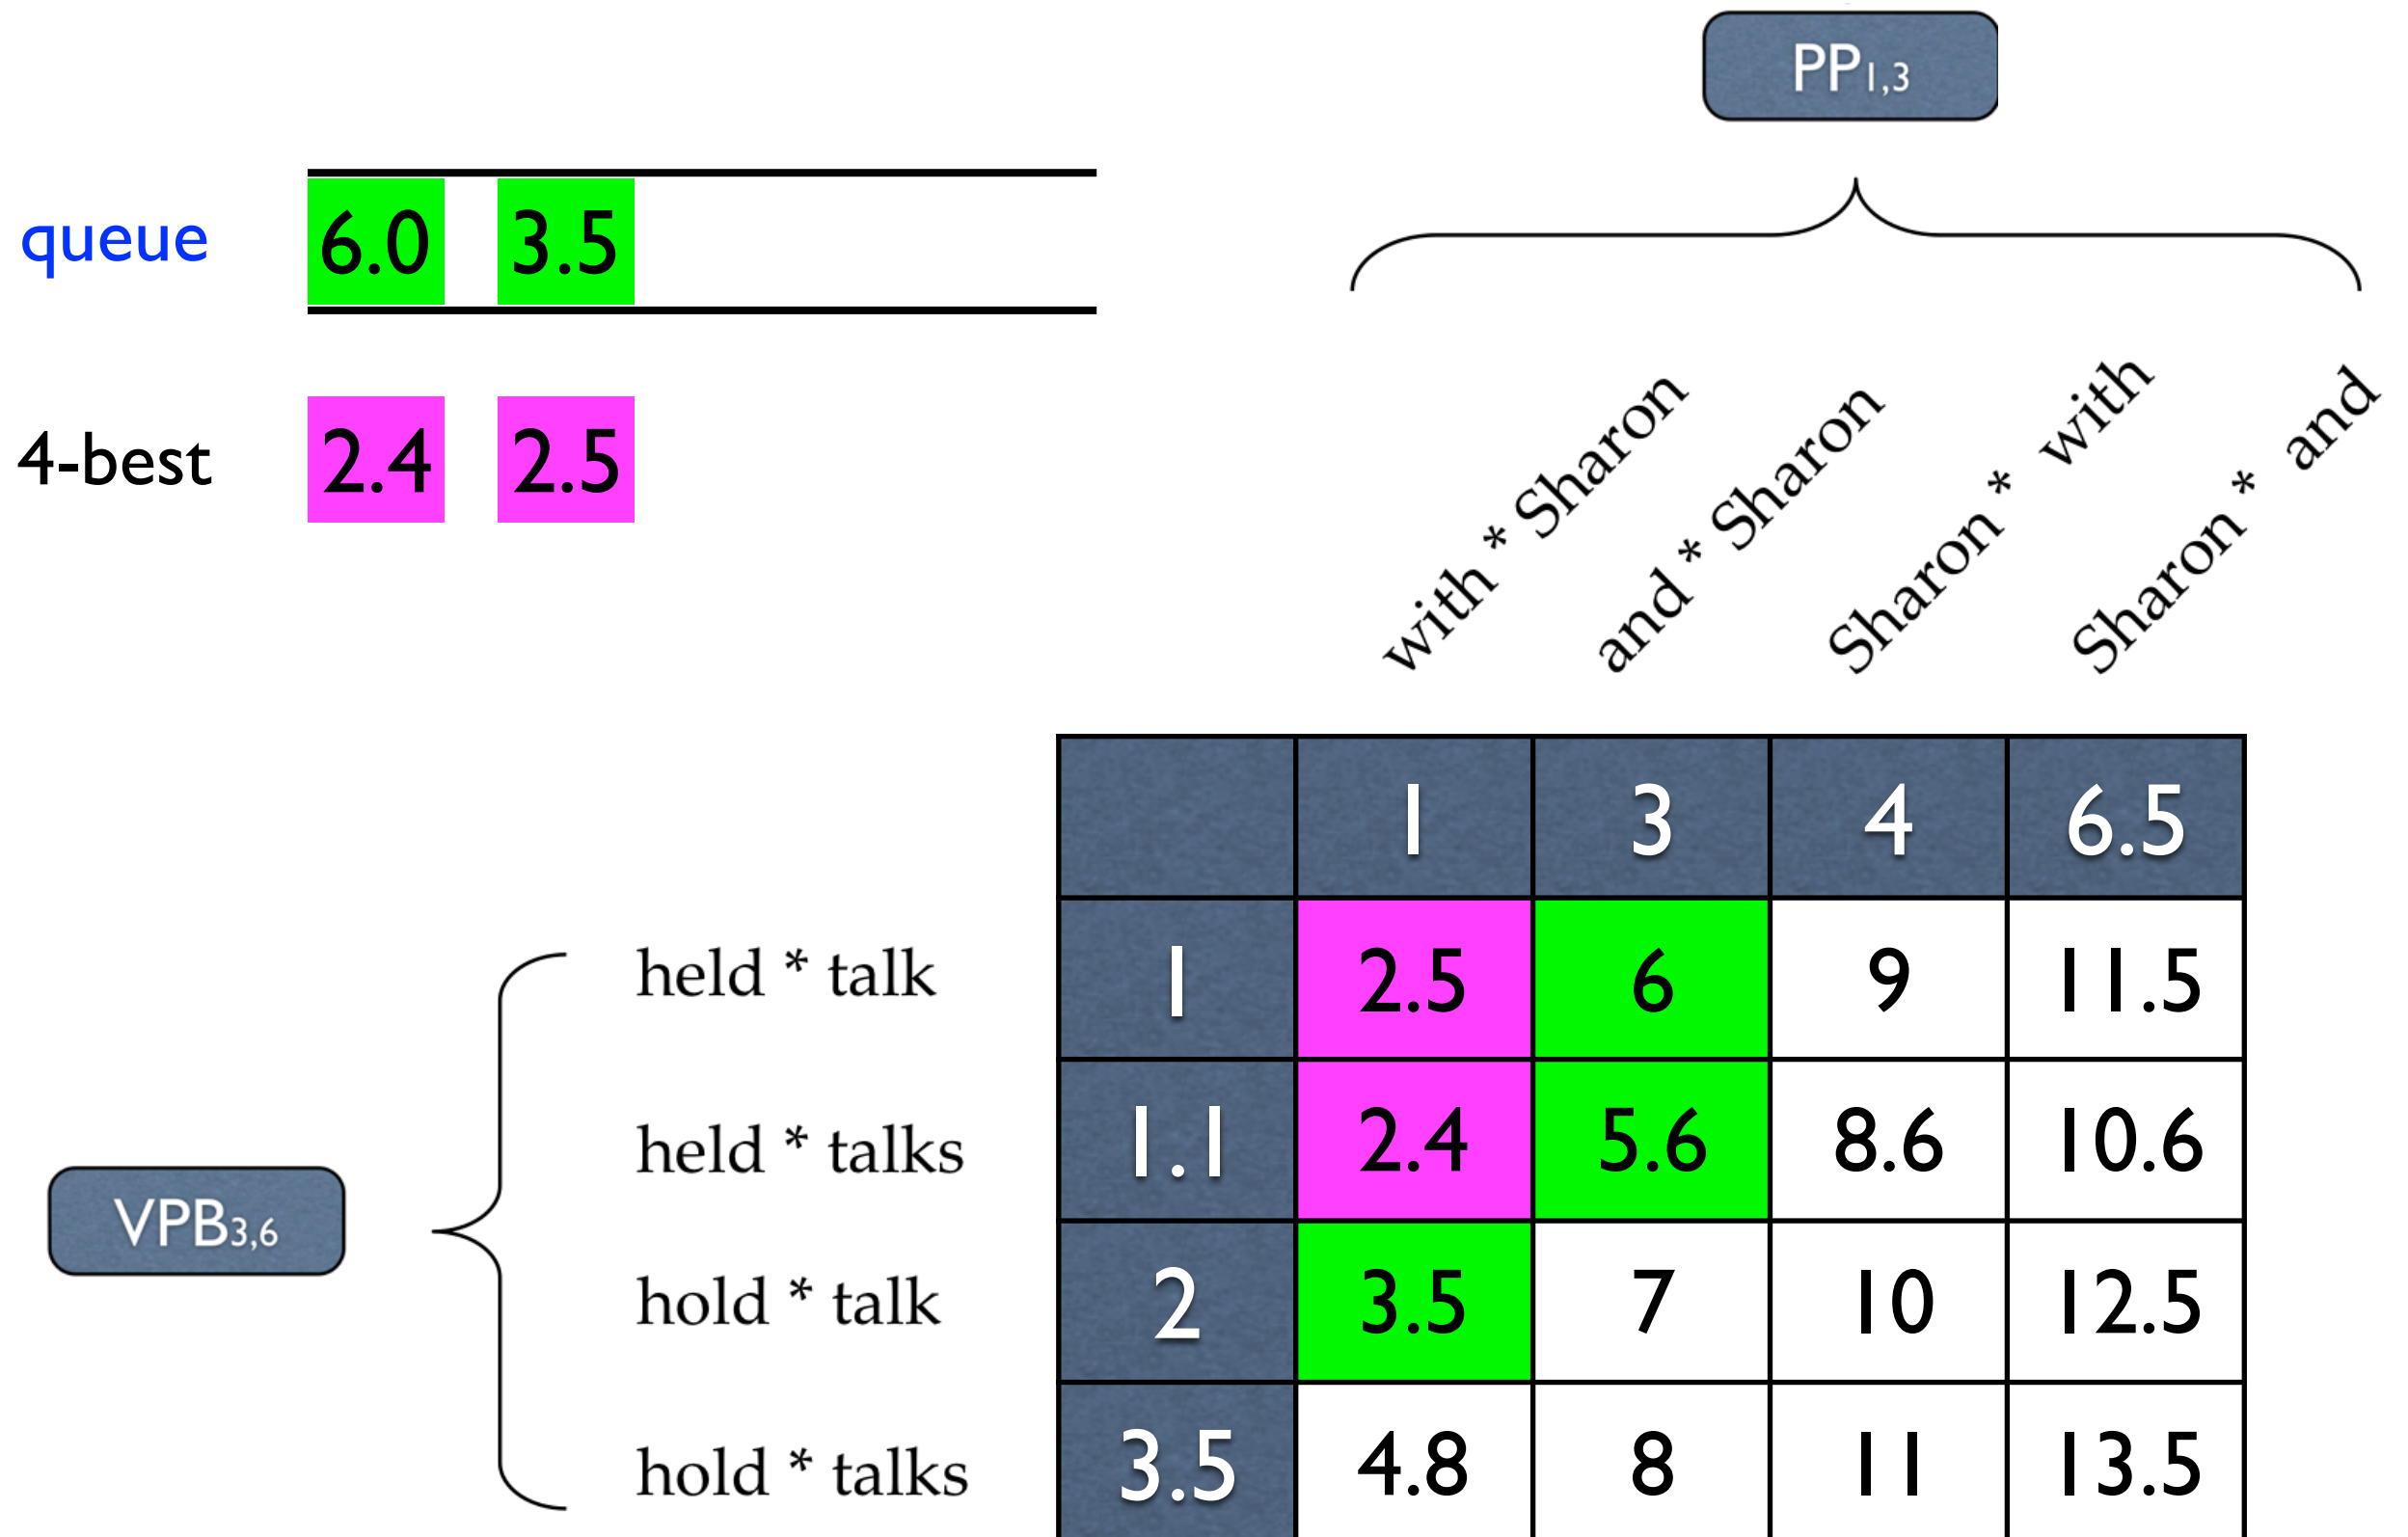 PP1,3
queue 6.0 3.5
4-best 2.4 2.5
with * Sharon
and * Sharon
Sharon * with
Sharon * and
1 3 4 6.5
held * talk 1 2.5 6 9 11.5
held * talks 1.1 2.4 5.6 8.6 10.6
VPB3,6
hold * talk 2 3.5 7 10 12.5
hold * talks 3.5 4.8 8 11 13.5